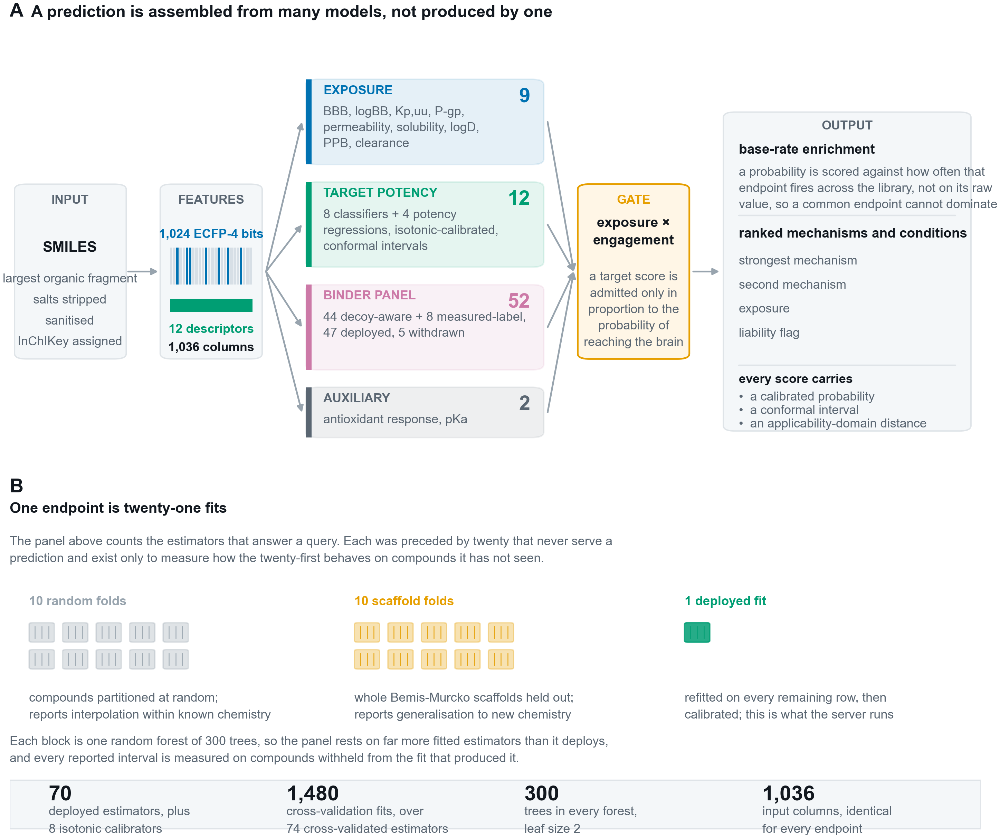 A A prediction is assembled from many models, not produced by one
INPUT
SMILES
largest organic fragment
salts stripped
sanitised
InChIKey assigned
FEATURES
1,024 ECFP-4 bits
12 descriptors
1,036 columns
EXPOSURE
9
BBB, logBB, Kp,uu, P-gp,
permeability, solubility, logD,
PPB, clearance
TARGET POTENCY
12
8 classifiers + 4 potency
regressions, isotonic-calibrated,
conformal intervals
BINDER PANEL
52
44 decoy-aware + 8 measured-label,
47 deployed, 5 withdrawn
AUXILIARY
2
antioxidant response, pKa
GATE
exposure ×
engagement
a target score is
admitted only in
proportion to the
probability of
reaching the brain
OUTPUT
base-rate enrichment
a probability is scored against how often that
endpoint fires across the library, not on its raw
value, so a common endpoint cannot dominate
ranked mechanisms and conditions
strongest mechanism
second mechanism
exposure
liability flag
every score carries
• a calibrated probability
• a conformal interval
• an applicability-domain distance
B
One endpoint is twenty-one fits
The panel above counts the estimators that answer a query. Each was preceded by twenty that never serve a
prediction and exist only to measure how the twenty-first behaves on compounds it has not seen.
10 random folds
compounds partitioned at random;
reports interpolation within known chemistry
10 scaffold folds
whole Bemis-Murcko scaffolds held out;
reports generalisation to new chemistry
1 deployed fit
refitted on every remaining row, then
calibrated; this is what the server runs
Each block is one random forest of 300 trees, so the panel rests on far more fitted estimators than it deploys,
and every reported interval is measured on compounds withheld from the fit that produced it.
70
deployed estimators, plus
8 isotonic calibrators
1,480
cross-validation fits, over
74 cross-validated estimators
300
trees in every forest,
leaf size 2
1,036
input columns, identical
for every endpoint